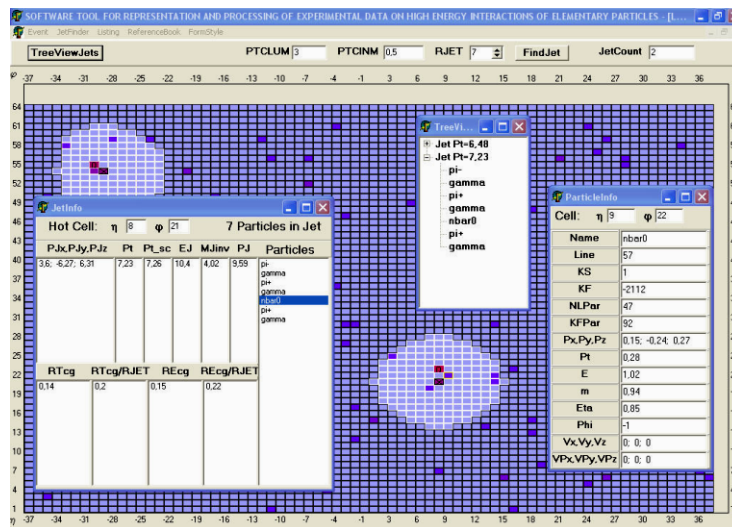 SOFTWARE TOOL FOR REPRESENTATION AND PROCESSING OF EXPERIMENTAL DATA ON HIGH ENERGY INTERACTIONS OF ELEMENTARY PARTICLES - [L...
Event JetFinder Listing ReferenceBook FormStyle
TreeViewJets PTCLUM 3 PTCINM 0,5 RJET 7 FindJet JetCount 2
φ -37 -34 -31 -28 -25 -22 -19 -16 -13 -10 -7 -4 -1 3 6 9 12 15 18 21 24 27 30 33 36
64
61
58
55
52
49
46
43
40
37
34
31
28
25
22
19
16
13
10
7
4
1
η -37 -34 -31 -28 -25 -22 -19 -16 -13 -10 -7 -4 -1 3 6 9 12 15 18 21 24 27 30 33 36
TreeVi...
Jet Pt=6,48
Jet Pt=7,23
pi-
gamma
pi+
gamma
nbar0
pi+
gamma
JetInfo
Hot Cell: η 8 φ 21 7 Particles in Jet
PJx,PJy,PJz Pt Pt_sc EJ MJinv PJ Particles
3,6; -6,27; 6,31 7,23 7,26 10,4 4,02 9,59
pi-
gamma
pi+
gamma
nbar0
pi+
gamma
RTcg RTcg/RJET REcg REcg/RJET
0,14 0,2 0,15 0,22
ParticleInfo
Cell: η 9 φ 22
Name nbar0
Line 57
KS 1
KF -2112
NLPar 47
KFPar 92
Px,Py,Pz 0,15; -0,24; 0,27
Pt 0,28
E 1,02
m 0,94
Eta 0,85
Phi -1
Vx,Vy,Vz 0; 0; 0
VPx,VPy,VPz 0; 0; 0